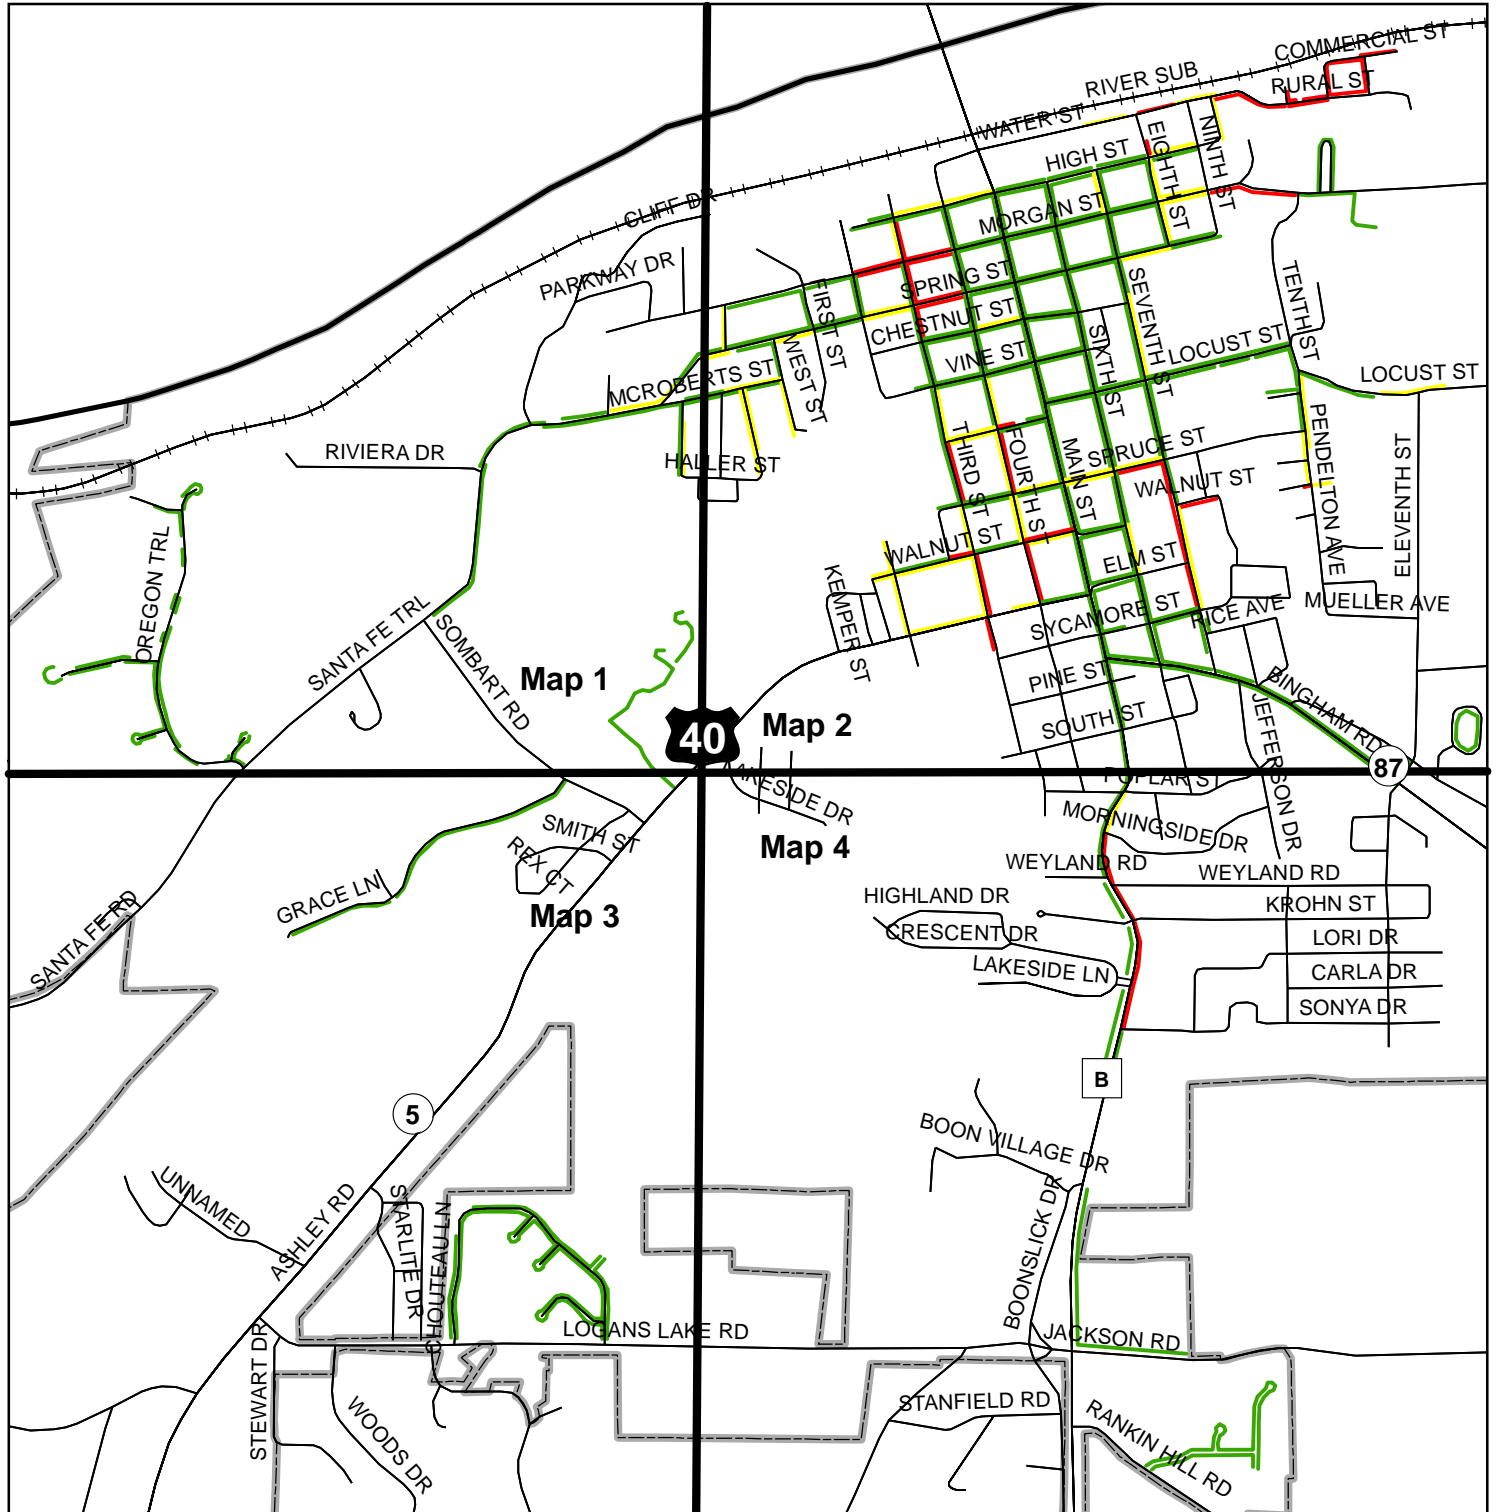 COMMERCIAL ST
RURAL ST
RIVER SUB
WATER ST
NINTH ST
EIGHTH ST
HIGH ST
CLIFF DR
MORGAN ST
PARKWAY DR
SPRING ST
TENTH ST
SEVENTH ST
FIRST ST
CHESTNUT ST
SIXTH ST
VINE ST
LOCUST ST
LOCUST ST
WEST ST
MCROBERTS ST
PENDELTON AVE
ELEVENTH ST
RIVIERA DR
HALLER ST
THIRD ST
FOURTH ST
MAIN ST
SPRUCE ST
WALNUT ST
WALNUT ST
ELM ST
OREGON TRL
KEMPER ST
SANTA FE TRL
SOMBART RD
SYCAMORE ST
RICE AVE
MUELLER AVE
Map 1
PINE ST
SOUTH ST
JEFFERSON DR
BINGHAM RD
Map 2
40
87
LAKESIDE DR
POPLAR S
Map 4
MORNINGSIDE DR
SMITH ST
REX CT
WEYLAND RD
WEYLAND RD
GRACE LN
Map 3
HIGHLAND DR
KROHN ST
CRESCENT DR
LORI DR
SANTA FE RD
LAKESIDE LN
CARLA DR
SONYA DR
B
5
BOON VILLAGE DR
UNNAMED
ASHLEY RD
STARLITE DR
CHOUTEAU LN
BOONSLICK DR
LOGANS LAKE RD
JACKSON RD
STEWART DR
WOODS DR
STANFIELD RD
RANKIN HILL RD